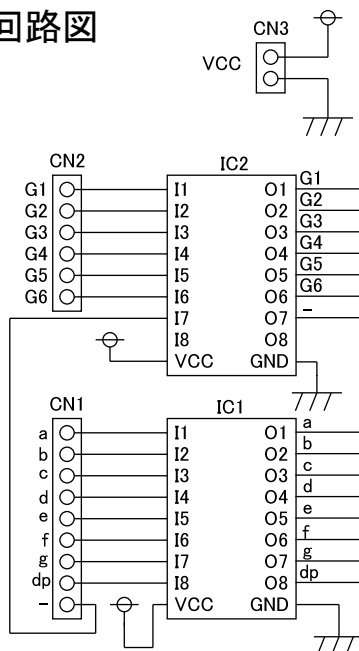 回路図
CN3
VCC
CN2
IC2
G1 I1 O1 G1
G2 I2 O2 G2
G3 I3 O3 G3
G4 I4 O4 G4
G5 I5 O5 G5
G6 I6 O6 G6
I7 O7 -
I8 O8
VCC GND
CN1
IC1
a I1 O1 a
b I2 O2 b
c I3 O3 c
d I4 O4 d
e I5 O5 e
f I6 O6 f
g I7 O7 g
dp I8 O8 dp
- VCC GND